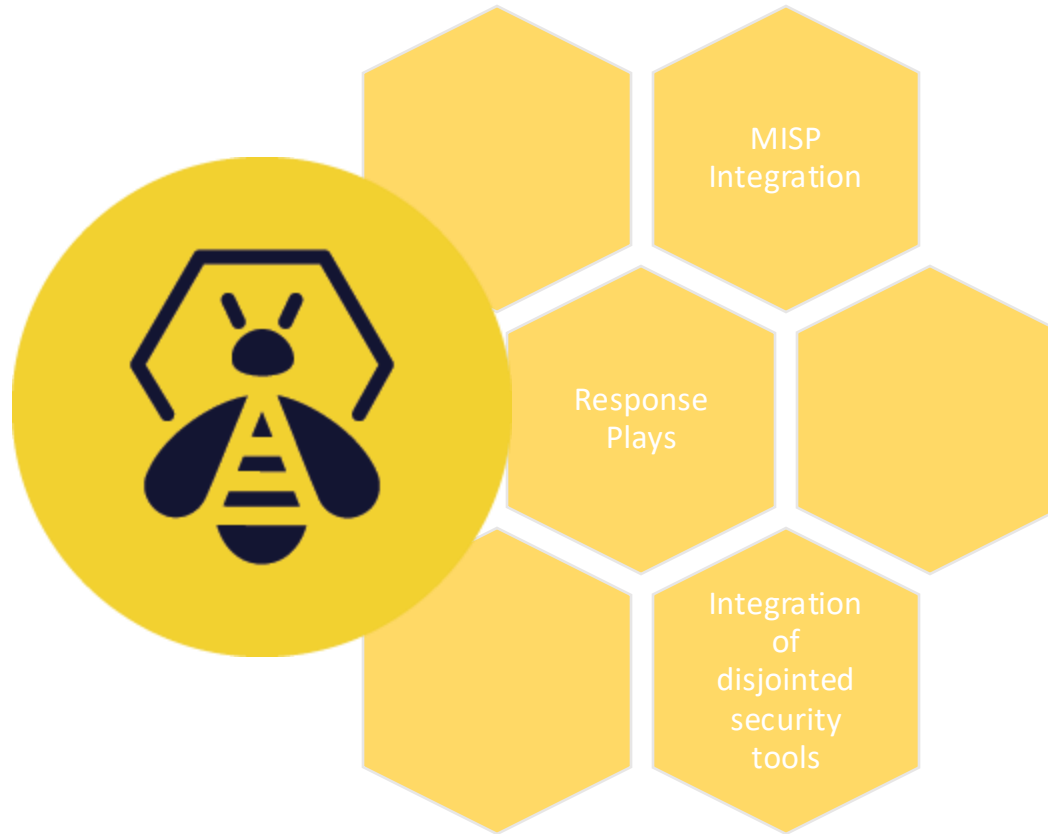 MISP
Integration
Response
Plays
Integration
of
disjointed
security
tools